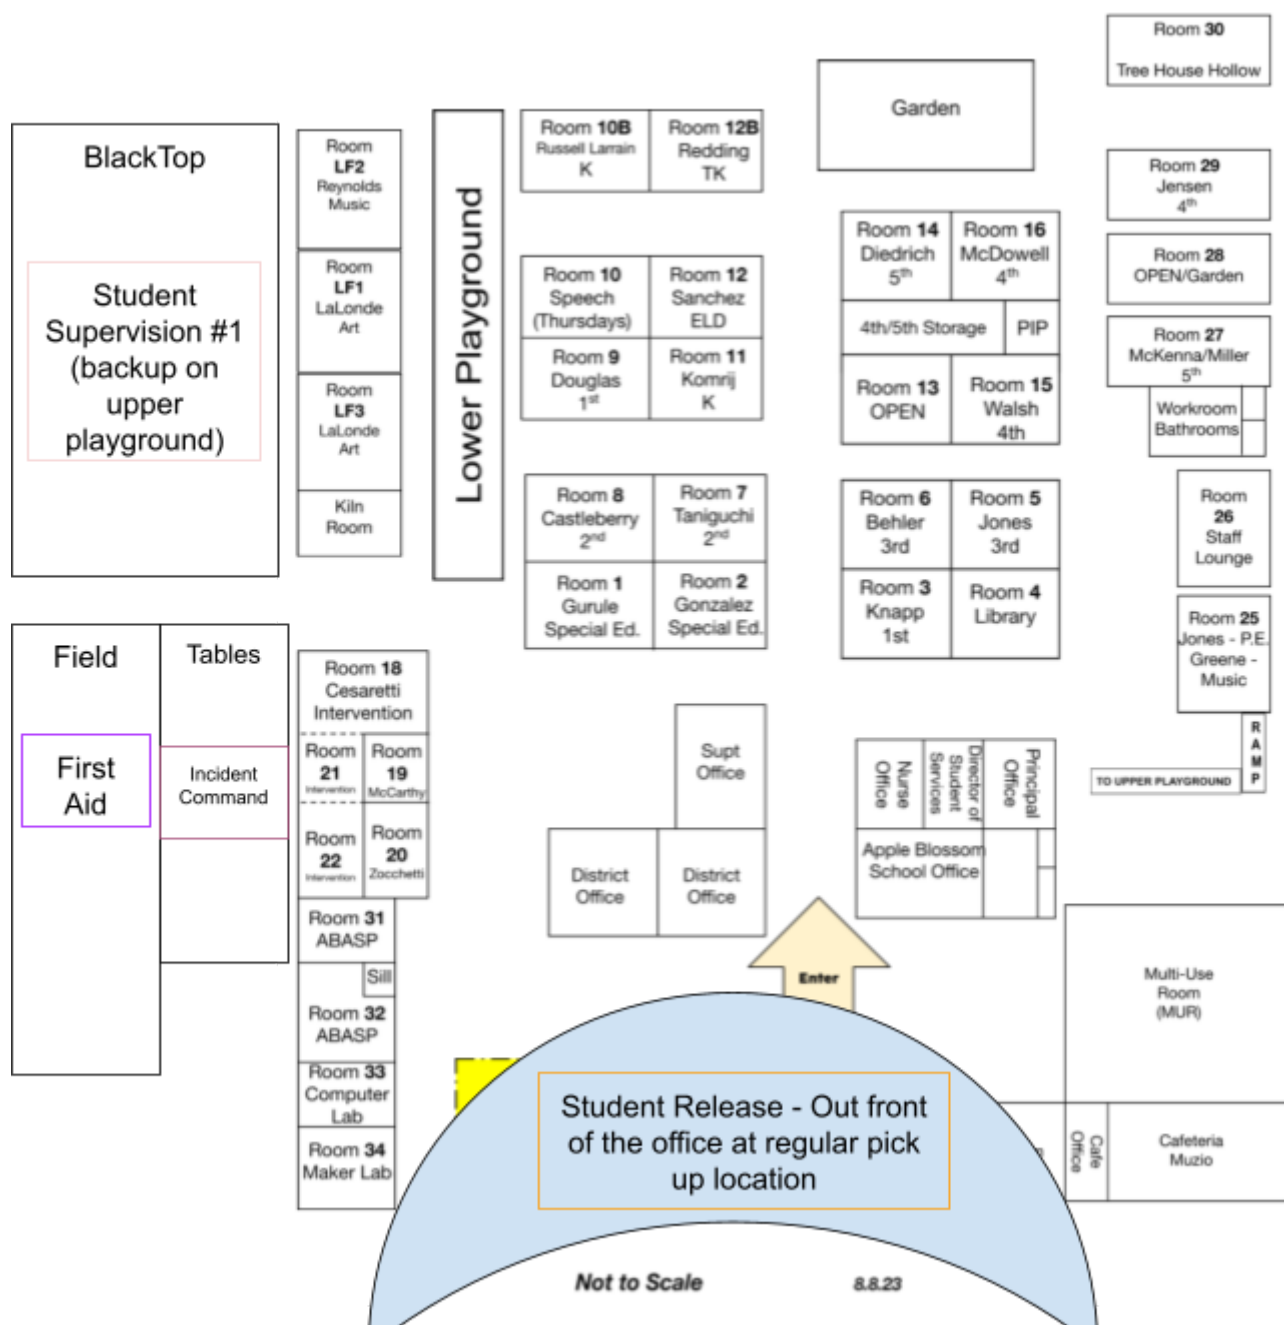 Room 30
Tree House Hollow
Garden
BlackTop
Student
Supervision #1
(backup on
upper
playground)
Room
LF2
Reynolds
Music
Room
LF1
LaLonde
Art
Room
LF3
LaLonde
Art
Kiln
Room
Lower Playground
Room 10B
Russell Larrain
K
Room 12B
Redding
TK
Room 10
Speech
(Thursdays)
Room 12
Sanchez
ELD
Room 9
Douglas
1st
Room 11
Komrij
K
Room 8
Castleberry
2nd
Room 7
Taniguchi
2nd
Room 1
Gurule
Special Ed.
Room 2
Gonzalez
Special Ed.
Room 14
Diedrich
5th
Room 16
McDowell
4th
4th/5th Storage
PIP
Room 13
OPEN
Room 15
Walsh
4th
Room 6
Behler
3rd
Room 5
Jones
3rd
Room 3
Knapp
1st
Room 4
Library
Room 29
Jensen
4th
Room 28
OPEN/Garden
Room 27
McKenna/Miller
5th
Workroom
Bathrooms
Room
26
Staff
Lounge
Room 25
Jones - P.E.
Greene -
Music
RAMP
TO UPPER PLAYGROUND
Field
First
Aid
Tables
Incident
Command
Room 18
Cesaretti
Intervention
Room
21
Intervention
Room
19
McCarthy
Room
22
Intervention
Room
20
Zocchetti
Room 31
ABASP
Sill
Room 32
ABASP
Room 33
Computer
Lab
Room 34
Maker Lab
Supt
Office
District
Office
District
Office
Nurse
Office
Director of
Student
Services
Principal
Office
Apple Blossom
School Office
Enter
Multi-Use
Room
(MUR)
Cafe
Office
Cafeteria
Muzio
Student Release - Out front
of the office at regular pick
up location
Not to Scale
8.8.23